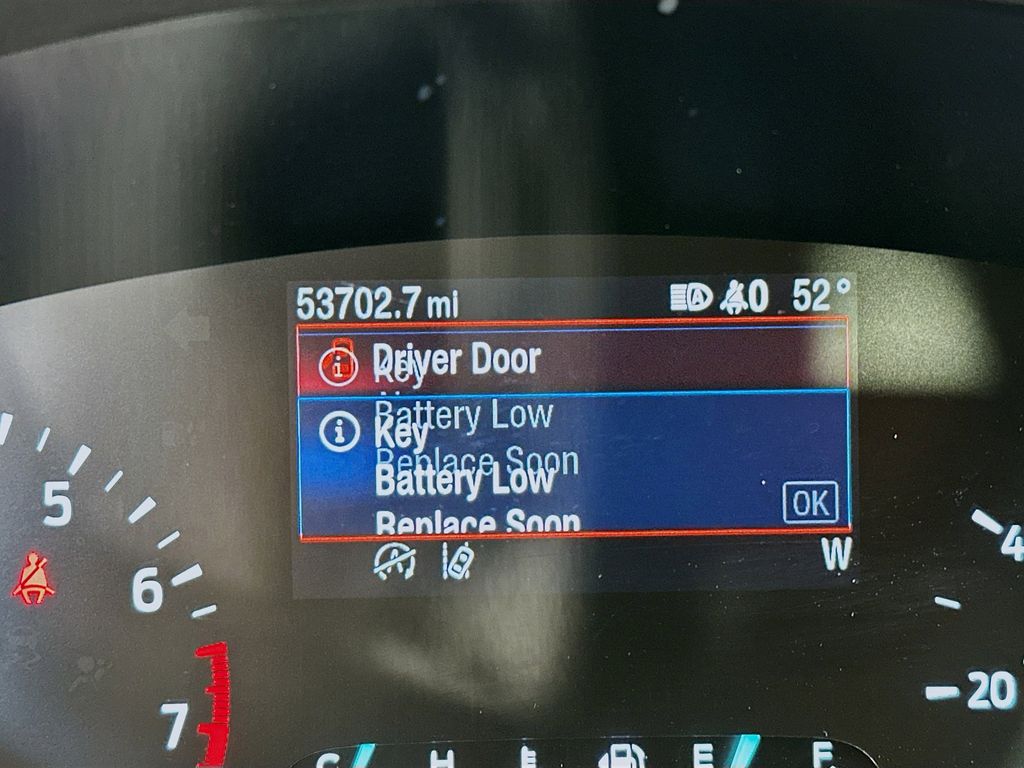 53702.7 mi 0 52°
Driver Door
Key
Battery Low
Key
Replace Soon
Battery Low
OK
Replace Soon
W
5
6
7
4
20
C H E F